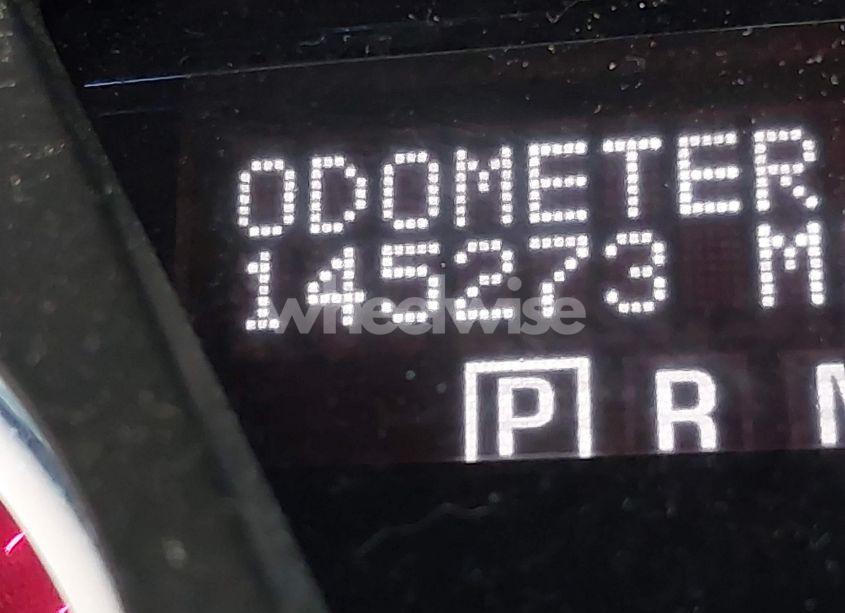 ODOMETER
145273 M
wheelwise
P R